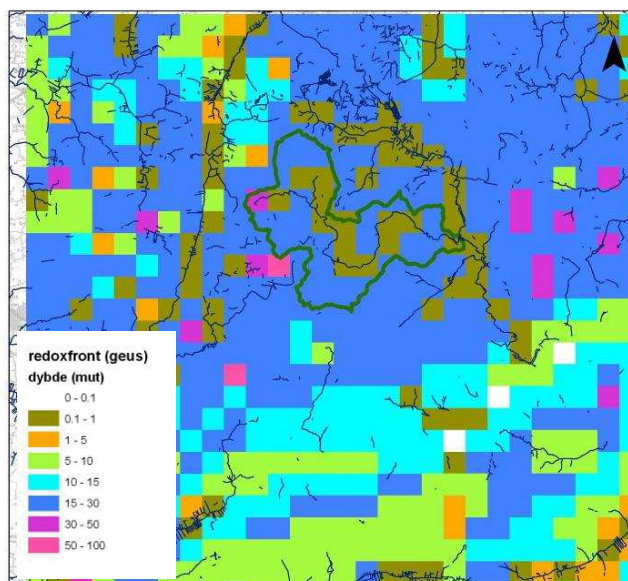 redoxfront (geus)
dybde (mut)
0 - 0.1
0.1 - 1
1 - 5
5 - 10
10 - 15
15 - 30
30 - 50
50 - 100